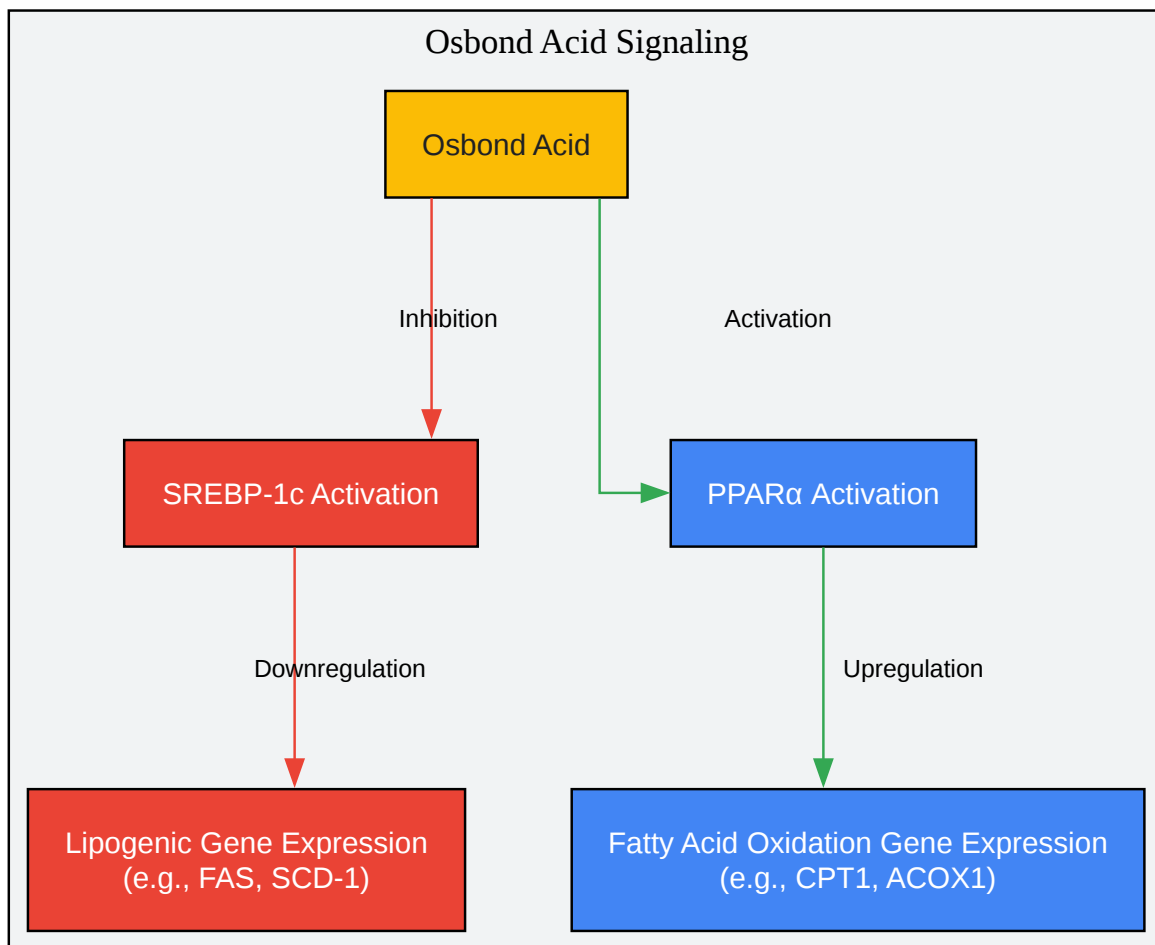 Osbond Acid Signaling
Osbond Acid
Inhibition
Activation
SREBP-1c Activation
PPARα Activation
Downregulation
Upregulation
Lipogenic Gene Expression
(e.g., FAS, SCD-1)
Fatty Acid Oxidation Gene Expression
(e.g., CPT1, ACOX1)